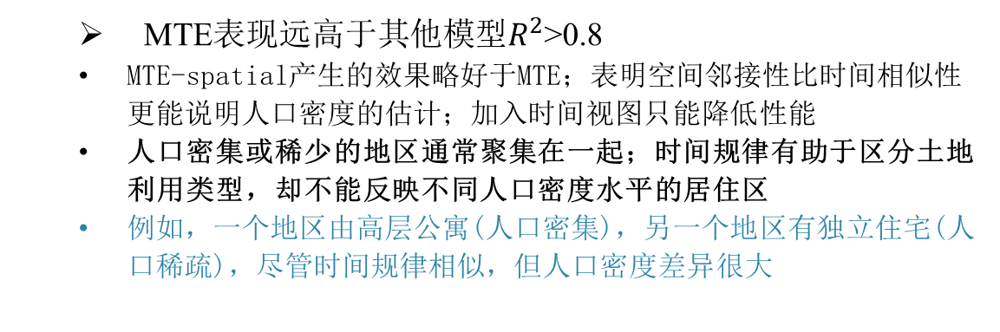 ➢ MTE表现远高于其他模型R²>0.8
• MTE-spatial产生的效果略好于MTE；表明空间邻接性比时间相似性
更能说明人口密度的估计；加入时间视图只能降低性能
• 人口密集或稀少的地区通常聚集在一起；时间规律有助于区分土地
利用类型，却不能反映不同人口密度水平的居住区
• 例如，一个地区由高层公寓(人口密集)，另一个地区有独立住宅(人
口稀疏)，尽管时间规律相似，但人口密度差异很大